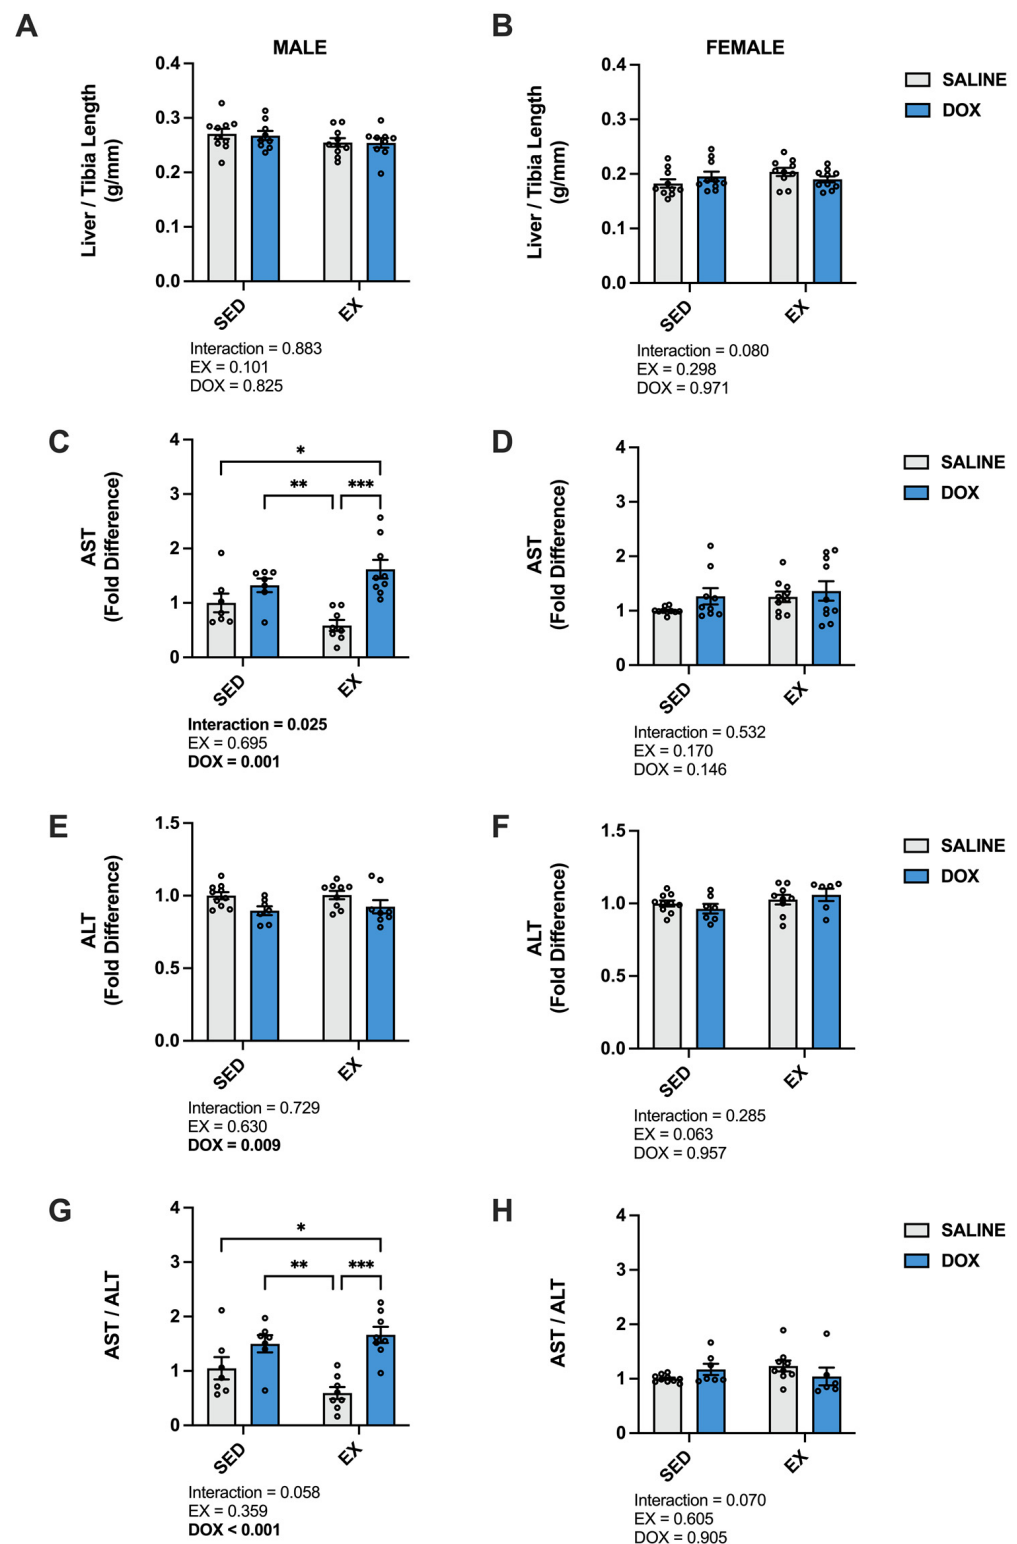 A
B
MALE
FEMALE
Liver / Tibia Length
(g/mm)
0.4
0.3
0.2
0.1
0.0
SED
EX
Interaction = 0.883
EX = 0.101
DOX = 0.825
Liver / Tibia Length
(g/mm)
0.4
0.3
0.2
0.1
0.0
SED
EX
Interaction = 0.080
EX = 0.298
DOX = 0.971
SALINE
DOX
C
AST
(Fold Difference)
4
3
2
1
0
*
**
***
SED
EX
Interaction = 0.025
EX = 0.695
DOX = 0.001
D
AST
(Fold Difference)
4
3
2
1
0
SED
EX
Interaction = 0.532
EX = 0.170
DOX = 0.146
SALINE
DOX
E
ALT
(Fold Difference)
1.5
1.0
0.5
0.0
SED
EX
Interaction = 0.729
EX = 0.630
DOX = 0.009
F
ALT
(Fold Difference)
1.5
1.0
0.5
0.0
SED
EX
Interaction = 0.285
EX = 0.063
DOX = 0.957
SALINE
DOX
G
AST / ALT
4
3
2
1
0
*
**
***
SED
EX
Interaction = 0.058
EX = 0.359
DOX < 0.001
H
AST / ALT
4
3
2
1
0
SED
EX
Interaction = 0.070
EX = 0.605
DOX = 0.905
SALINE
DOX